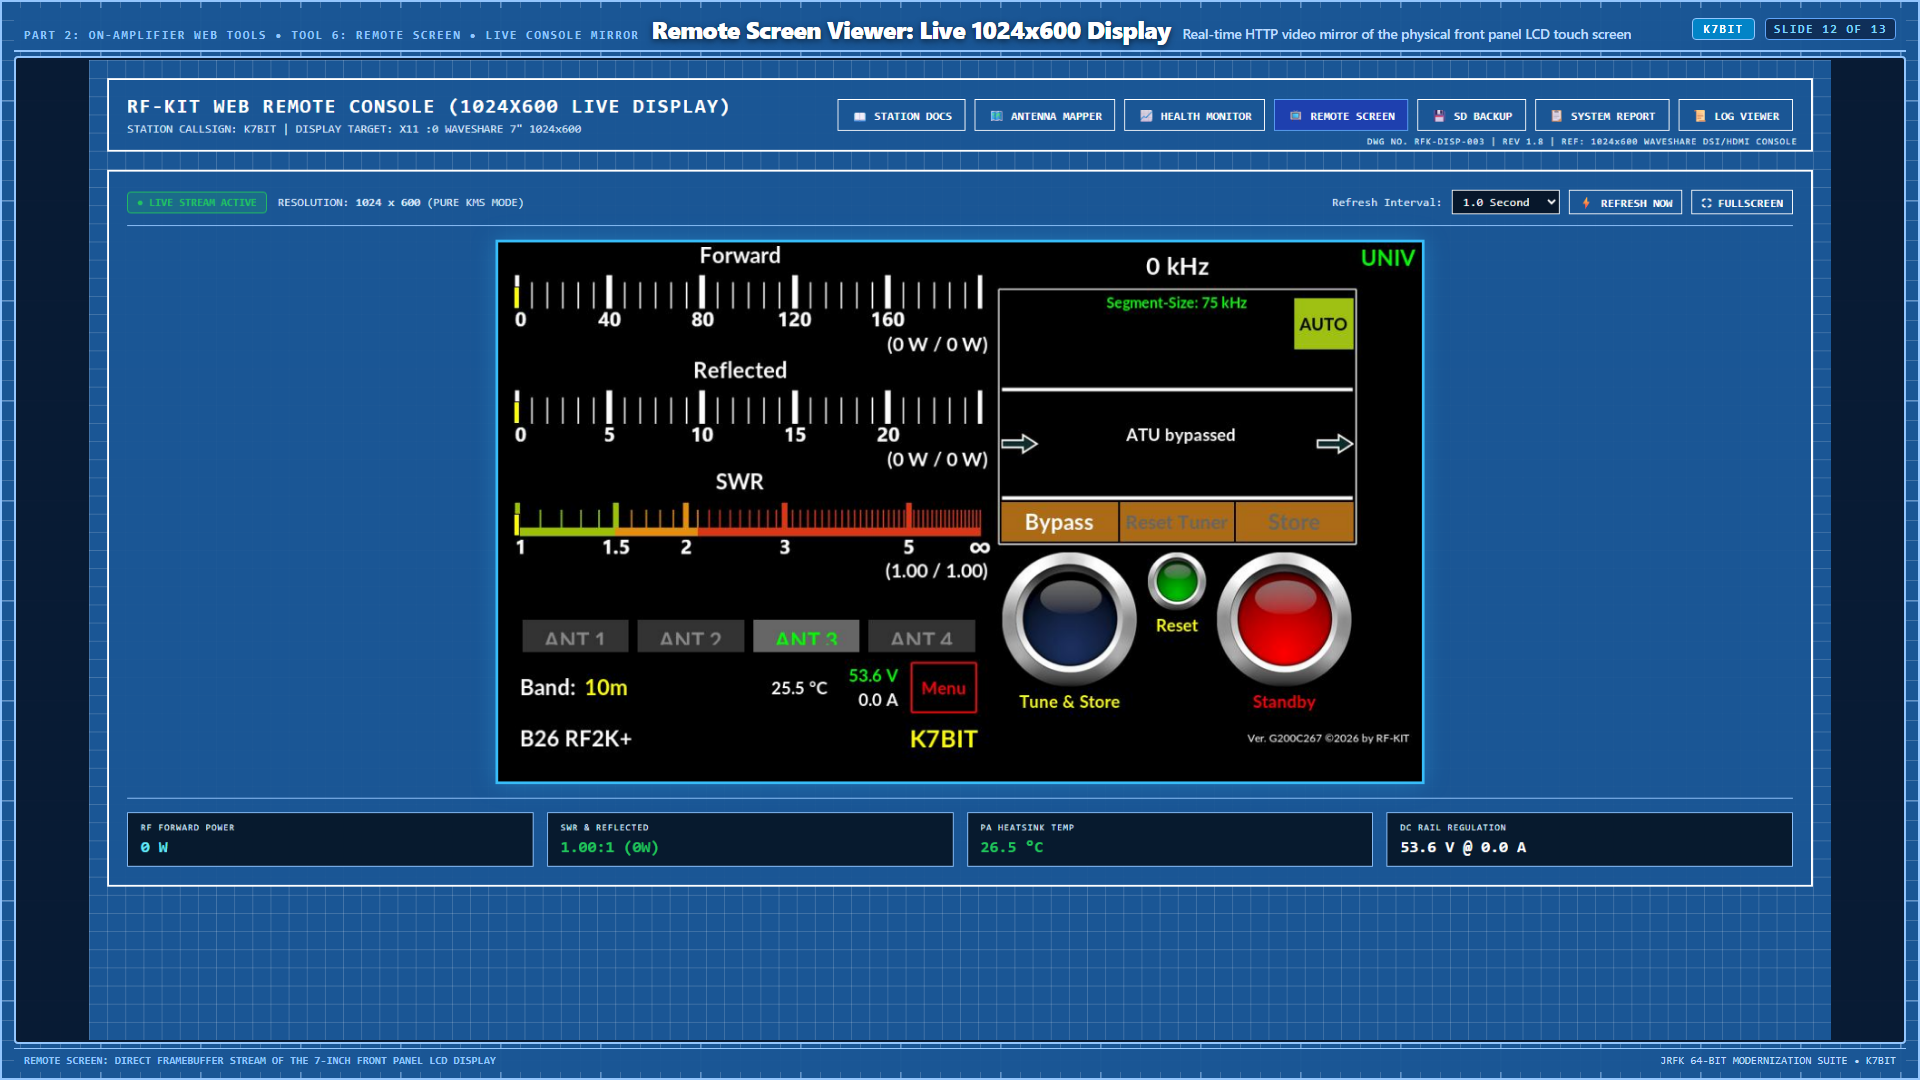 PART 2: ON-AMPLIFIER WEB TOOLS • TOOL 6: REMOTE SCREEN • LIVE CONSOLE MIRROR
Remote Screen Viewer: Live 1024x600 Display
Real-time HTTP video mirror of the physical front panel LCD touch screen
K7BIT
SLIDE 12 OF 13
RF-KIT WEB REMOTE CONSOLE (1024X600 LIVE DISPLAY)
STATION CALLSIGN: K7BIT | DISPLAY TARGET: X11 :0 WAVESHARE 7" 1024x600
STATION DOCS
ANTENNA MAPPER
HEALTH MONITOR
REMOTE SCREEN
SD BACKUP
SYSTEM REPORT
LOG VIEWER
DWG NO. RFK-DISP-003 | REV 1.8 | REF: 1024x600 WAVESHARE DSI/HDMI CONSOLE
● LIVE STREAM ACTIVE
RESOLUTION: 1024 x 600 (PURE KMS MODE)
Refresh Interval:
1.0 Second
REFRESH NOW
FULLSCREEN
Forward
0 40 80 120 160
(0 W / 0 W)
Reflected
0 5 10 15 20
(0 W / 0 W)
SWR
1 1.5 2 3 5 ∞
(1.00 / 1.00)
ANT 1
ANT 2
ANT 3
ANT 4
Band: 10m
25.5 °C
53.6 V
0.0 A
Menu
B26 RF2K+
K7BIT
0 kHz
UNIV
Segment-Size: 75 kHz
AUTO
ATU bypassed
Bypass
Reset Tuner
Store
Tune & Store
Reset
Standby
Ver. G200C267 ©2026 by RF-KIT
RF FORWARD POWER
0 W
SWR & REFLECTED
1.00:1 (0W)
PA HEATSINK TEMP
26.5 °C
DC RAIL REGULATION
53.6 V @ 0.0 A
REMOTE SCREEN: DIRECT FRAMEBUFFER STREAM OF THE 7-INCH FRONT PANEL LCD DISPLAY
JRFK 64-BIT MODERNIZATION SUITE • K7BIT